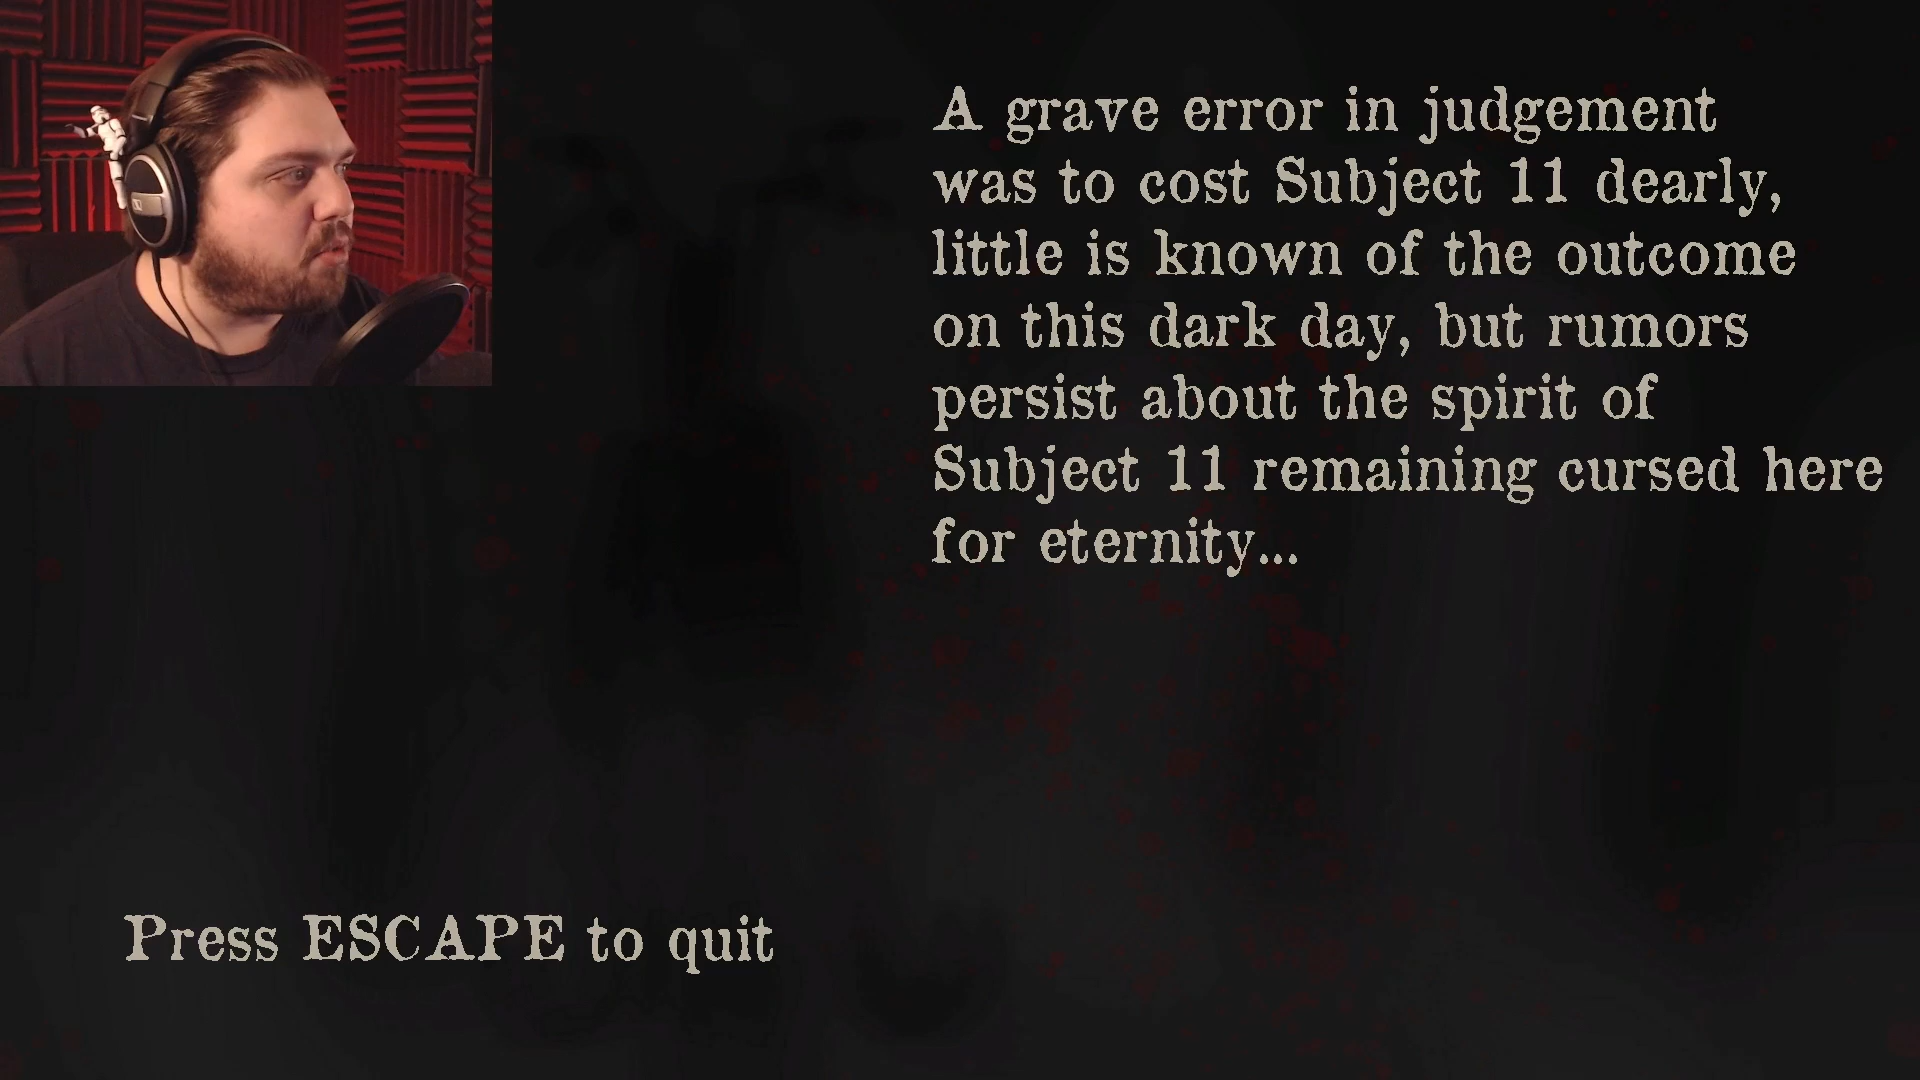 A grave error in judgement
was to cost Subject 11 dearly,
little is known of the outcome
on this dark day, but rumors
persist about the spirit of
Subject 11 remaining cursed here
for eternity...
Press ESCAPE to quit